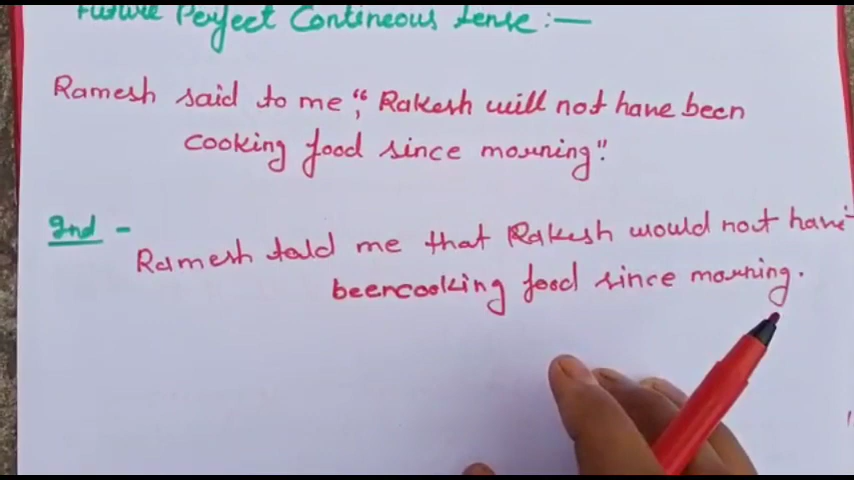 Future Perfect Contineous Tense :—
Ramesh said to me, "Rakesh will not have been
cooking food since morning".
Ind -
Ramesh told me that Rakesh would not have
beencooking food since morning.